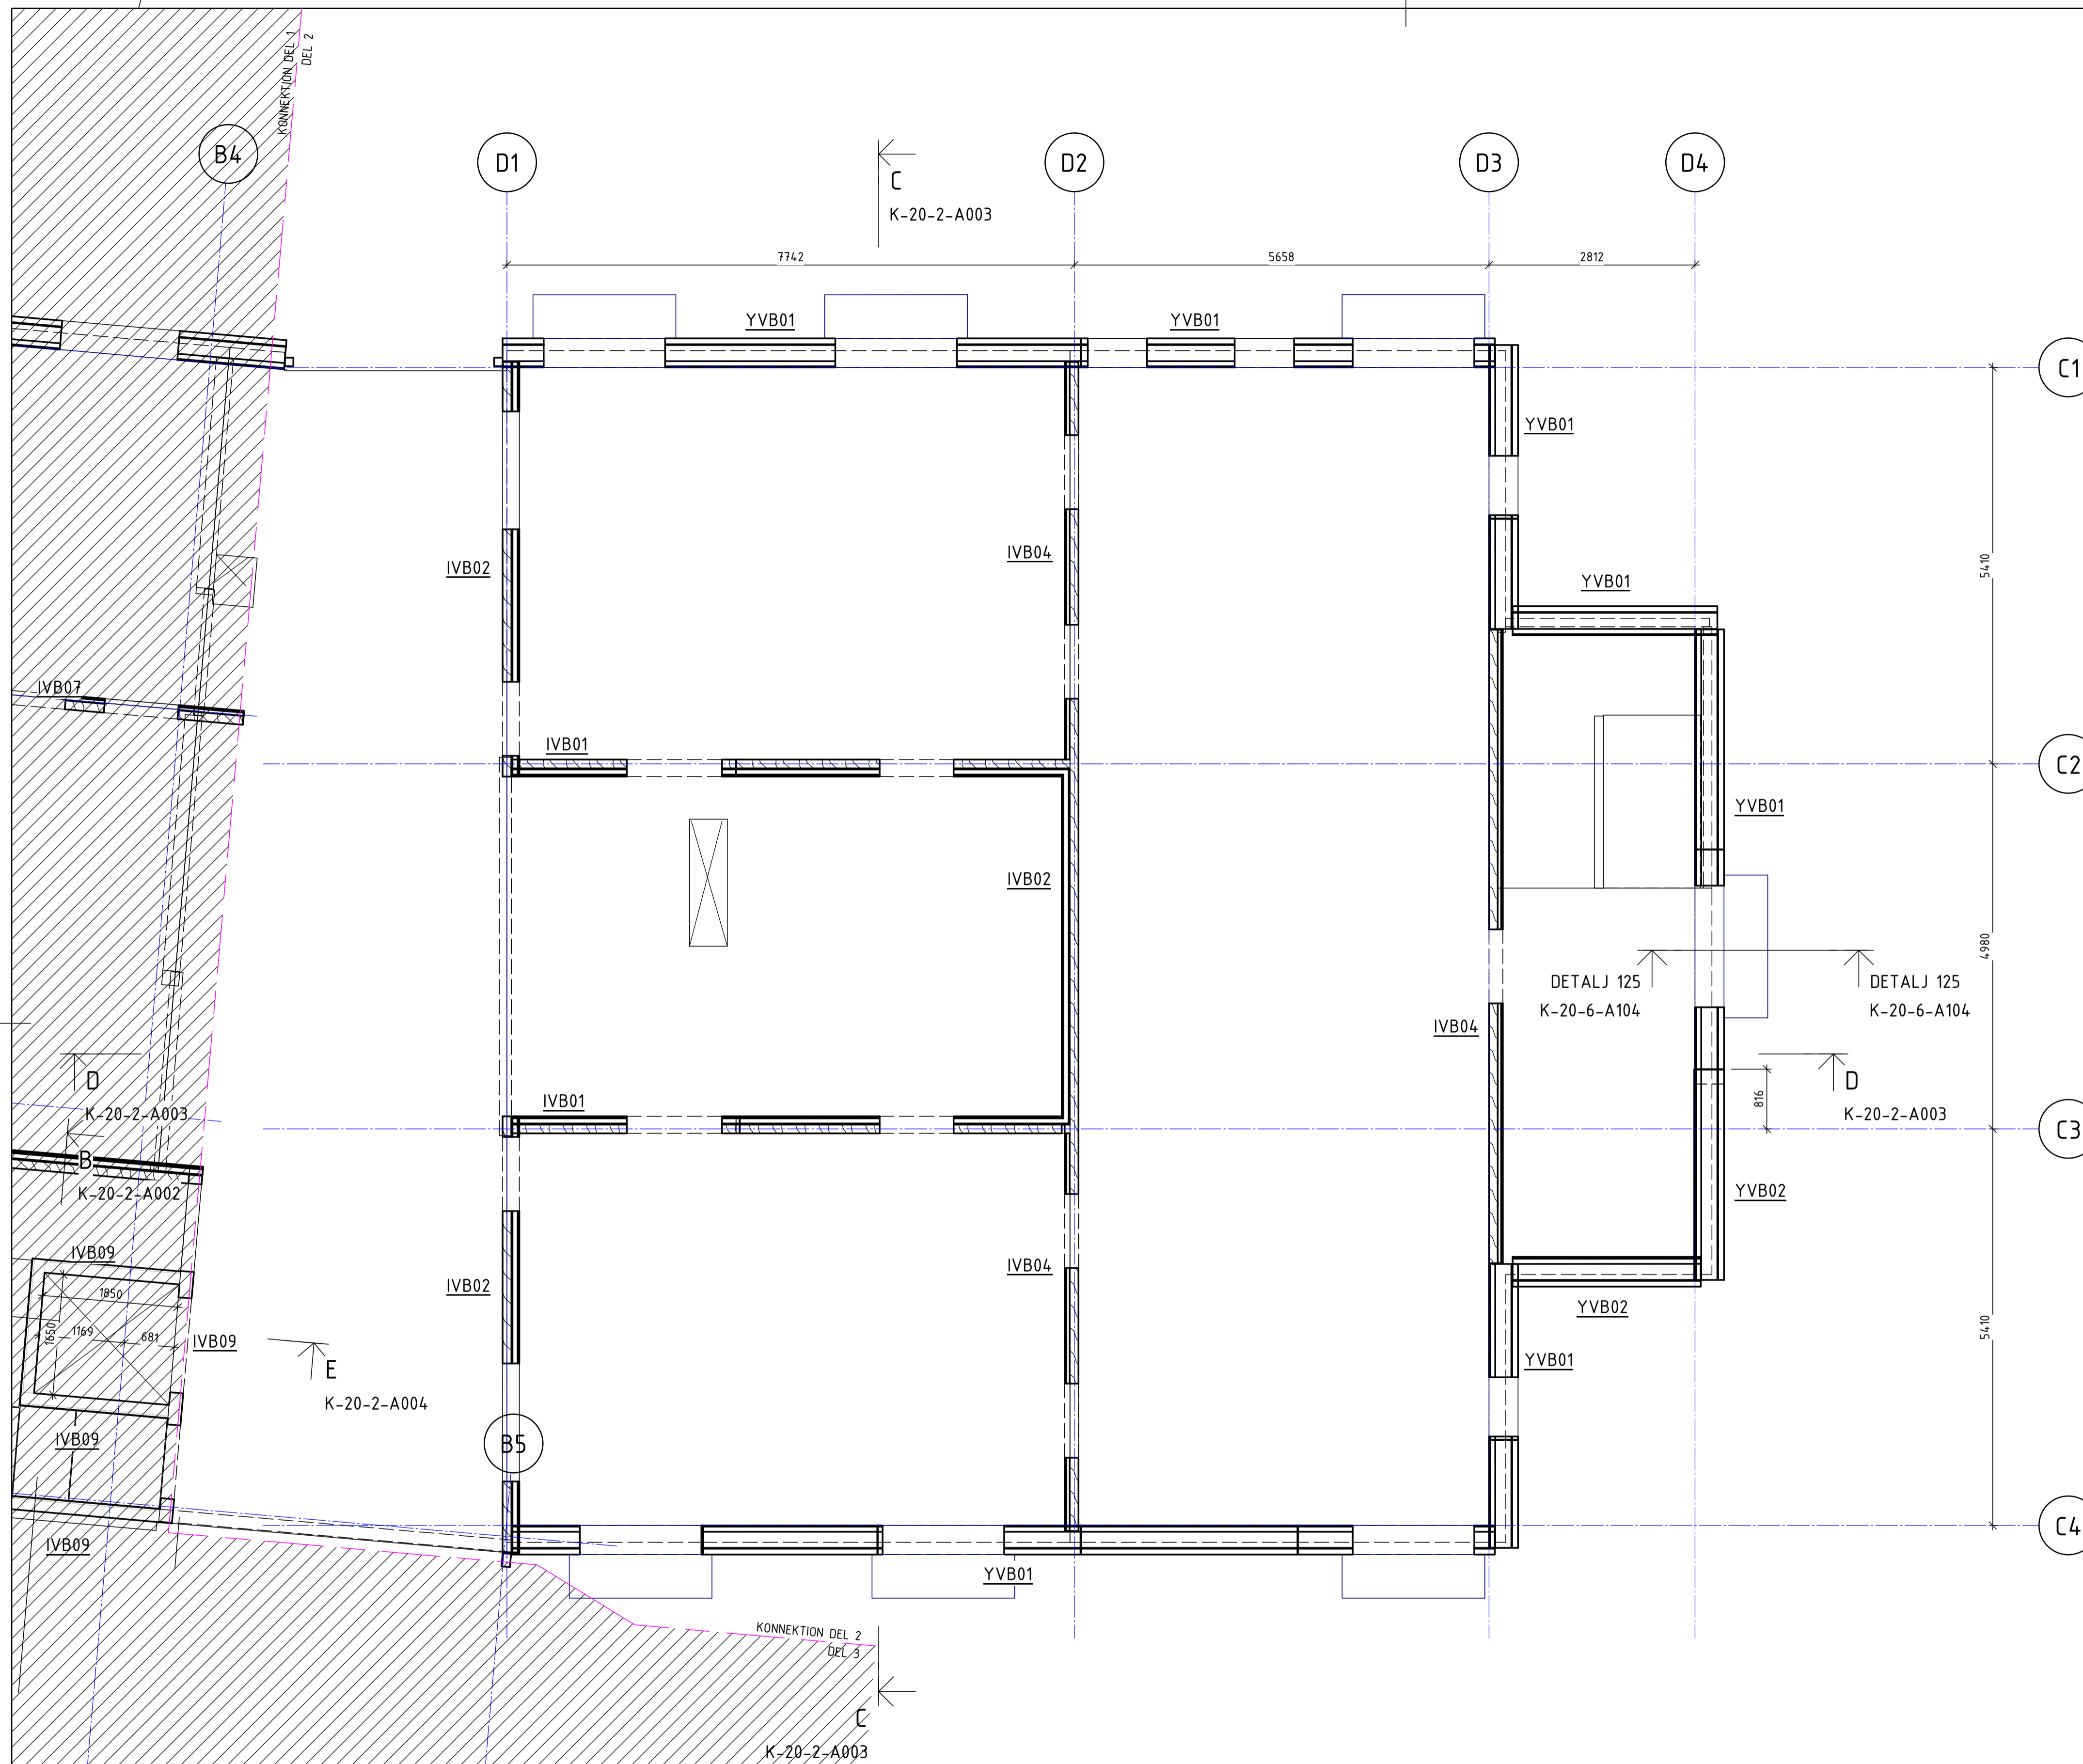 KONNEKTION DEL 1
DEL 2
B4
D1
D2
D3
D4
C
K-20-2-A003
7742
5658
2812
YVB01
YVB01
C1
YVB01
IVB02
IVB04
5410
YVB01
IVB07
IVB01
C2
YVB01
IVB02
4980
DETALJ 125
K-20-6-A104
DETALJ 125
K-20-6-A104
IVB04
D
K-20-2-A003
D
K-20-2-A003
816
IVB01
C3
B
K-20-2-A002
YVB02
IVB09
IVB04
IVB02
1850
1650
1169
681
IVB09
YVB02
5410
E
K-20-2-A004
YVB01
IVB09
B5
C4
IVB09
YVB01
KONNEKTION DEL 2
DEL 3
C
K-20-2-A003